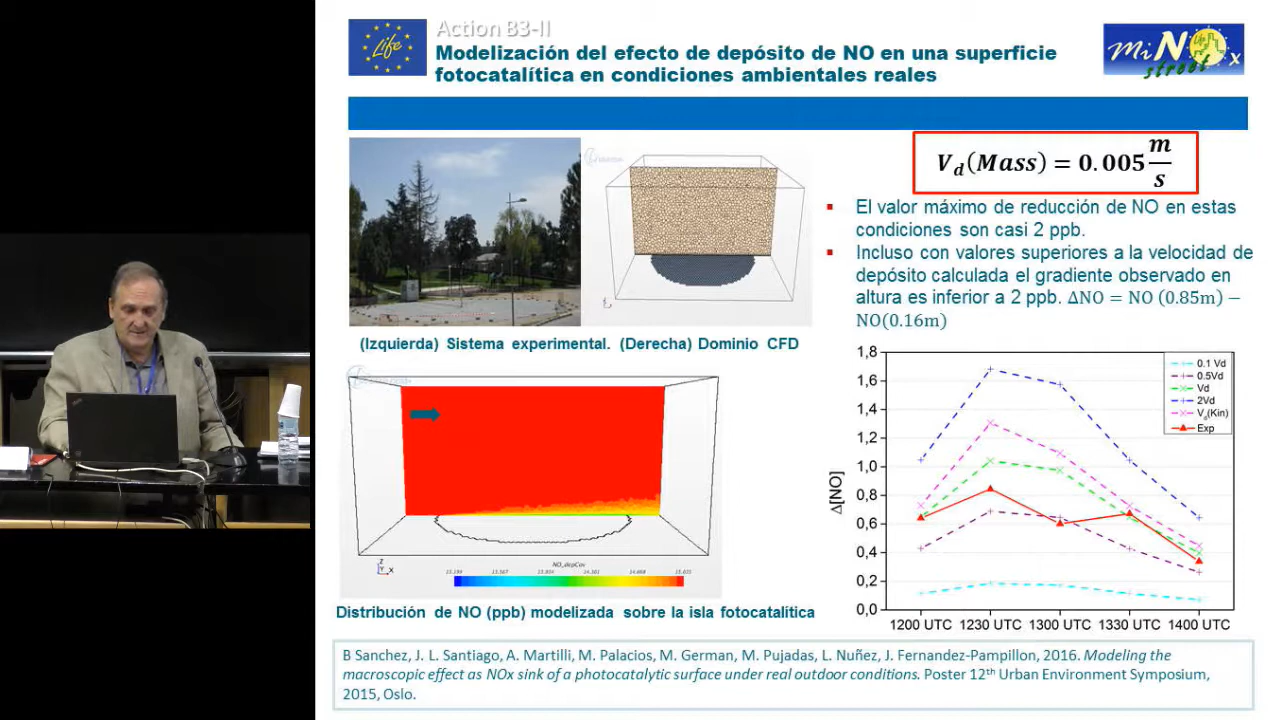 Action B3-II
Modelización del efecto de depósito de NO en una superficie
fotocatalítica en condiciones ambientales reales
Life
miNOx
street
V_d(Mass) = 0.005 m/s
▪ El valor máximo de reducción de NO en estas
condiciones son casi 2 ppb.
▪ Incluso con valores superiores a la velocidad de
depósito calculada el gradiente observado en
altura es inferior a 2 ppb. ΔNO = NO (0.85m) −
NO(0.16m)
(Izquierda) Sistema experimental. (Derecha) Dominio CFD
Z
Y X
NO_depCov
Distribución de NO (ppb) modelizada sobre la isla fotocatalítica
1,8
1,6
1,4
1,2
1,0
0,8
0,6
0,4
0,2
0,0
Δ[NO]
1200 UTC 1230 UTC 1300 UTC 1330 UTC 1400 UTC
0.1 Vd
0.5Vd
Vd
2Vd
V_d(Kin)
Exp
B Sanchez, J. L. Santiago, A. Martilli, M. Palacios, M. German, M. Pujadas, L. Nuñez, J. Fernandez-Pampillon, 2016. Modeling the
macroscopic effect as NOx sink of a photocatalytic surface under real outdoor conditions. Poster 12th Urban Environment Symposium,
2015, Oslo.